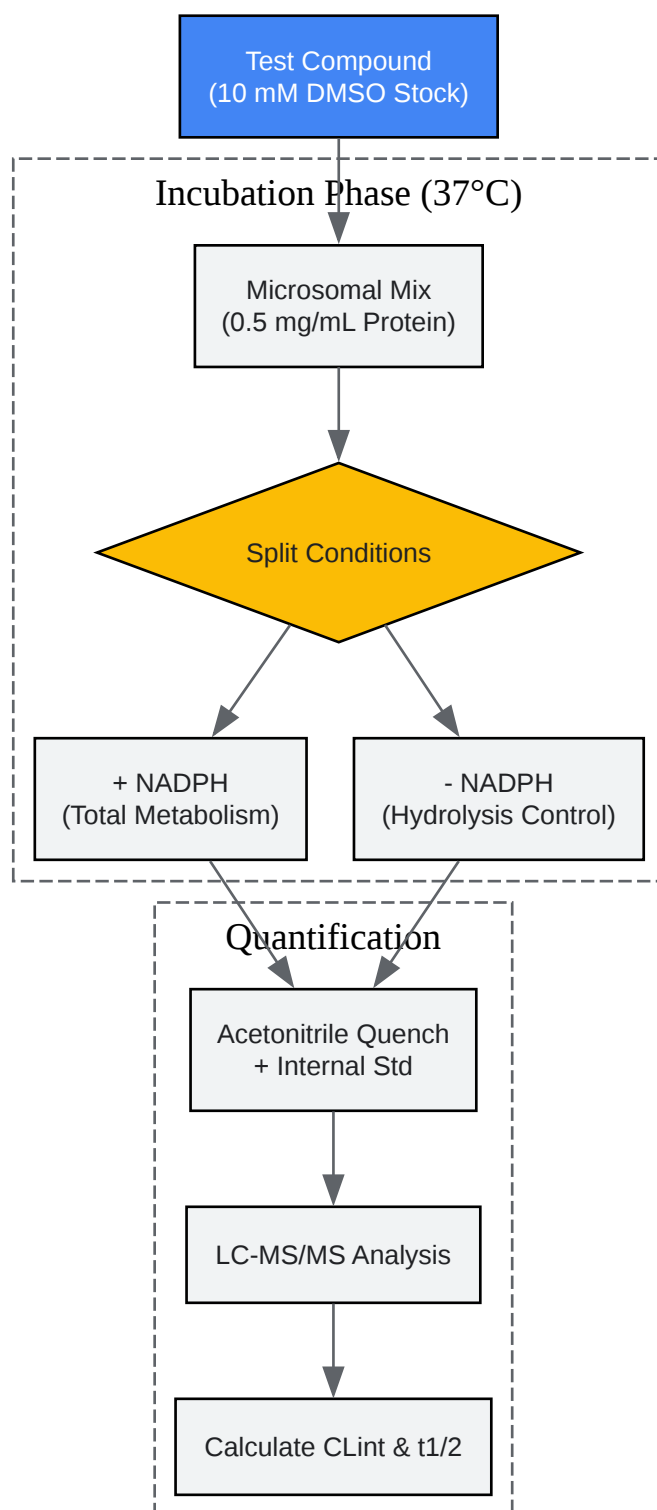 Test Compound
(10 mM DMSO Stock)
Incubation Phase (37°C)
Microsomal Mix
(0.5 mg/mL Protein)
Split Conditions
+ NADPH
(Total Metabolism)
- NADPH
(Hydrolysis Control)
Quantification
Acetonitrile Quench
+ Internal Std
LC-MS/MS Analysis
Calculate CLint & t1/2